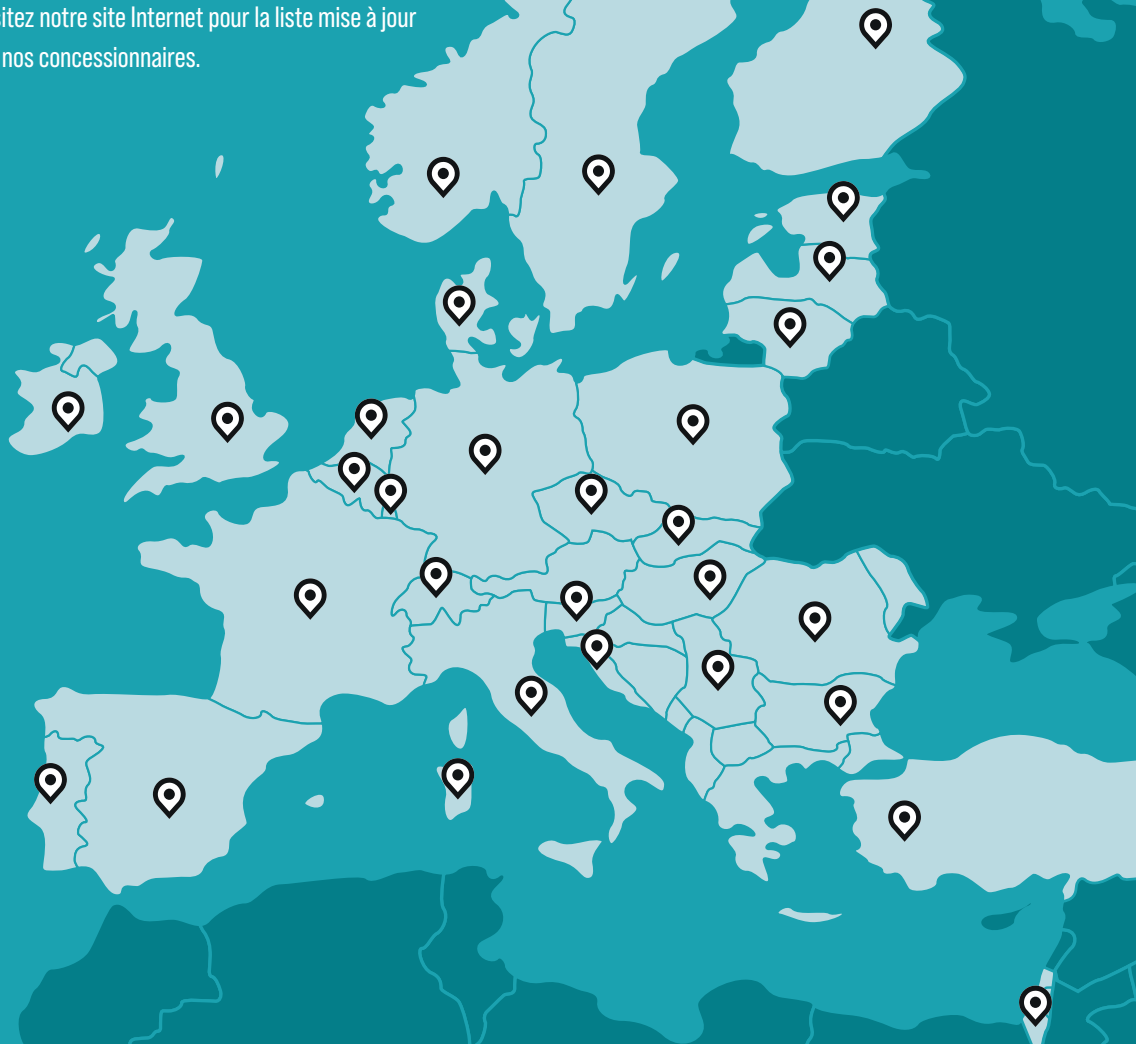 itez notre site Internet pour la liste mise à jour
nos concessionnaires.